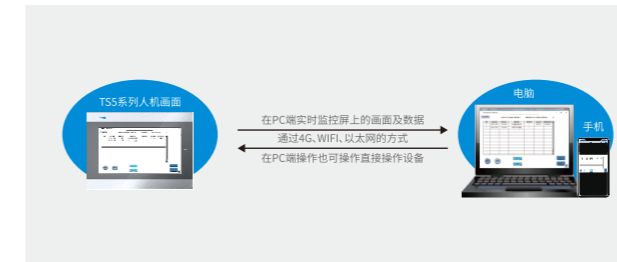 TS5系列人机画面
电脑
手机
在PC端实时监控屏上的画面及数据
通过4G、WIFI、以太网的方式
在PC端操作也可操作直接操作设备